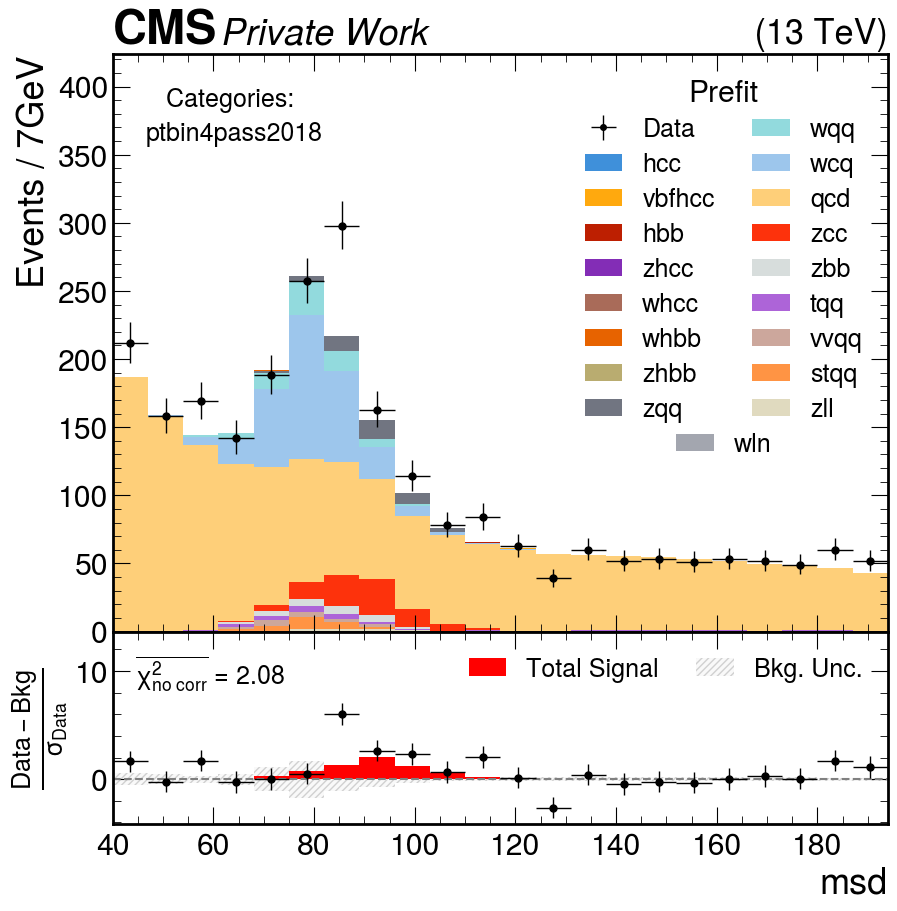 CMS Private Work (13 TeV)
Events / 7GeV
400
350
300
250
200
150
100
50
0
Categories:
ptbin4pass2018
Prefit
Data
hcc
vbfhcc
hbb
zhcc
whcc
whbb
zhbb
zqq
wqq
wcq
qcd
zcc
zbb
tqq
vvqq
stqq
zll
wln
Data – Bkg
σData
10
0
χ²no corr = 2.08
Total Signal
Bkg. Unc.
40 60 80 100 120 140 160 180
msd